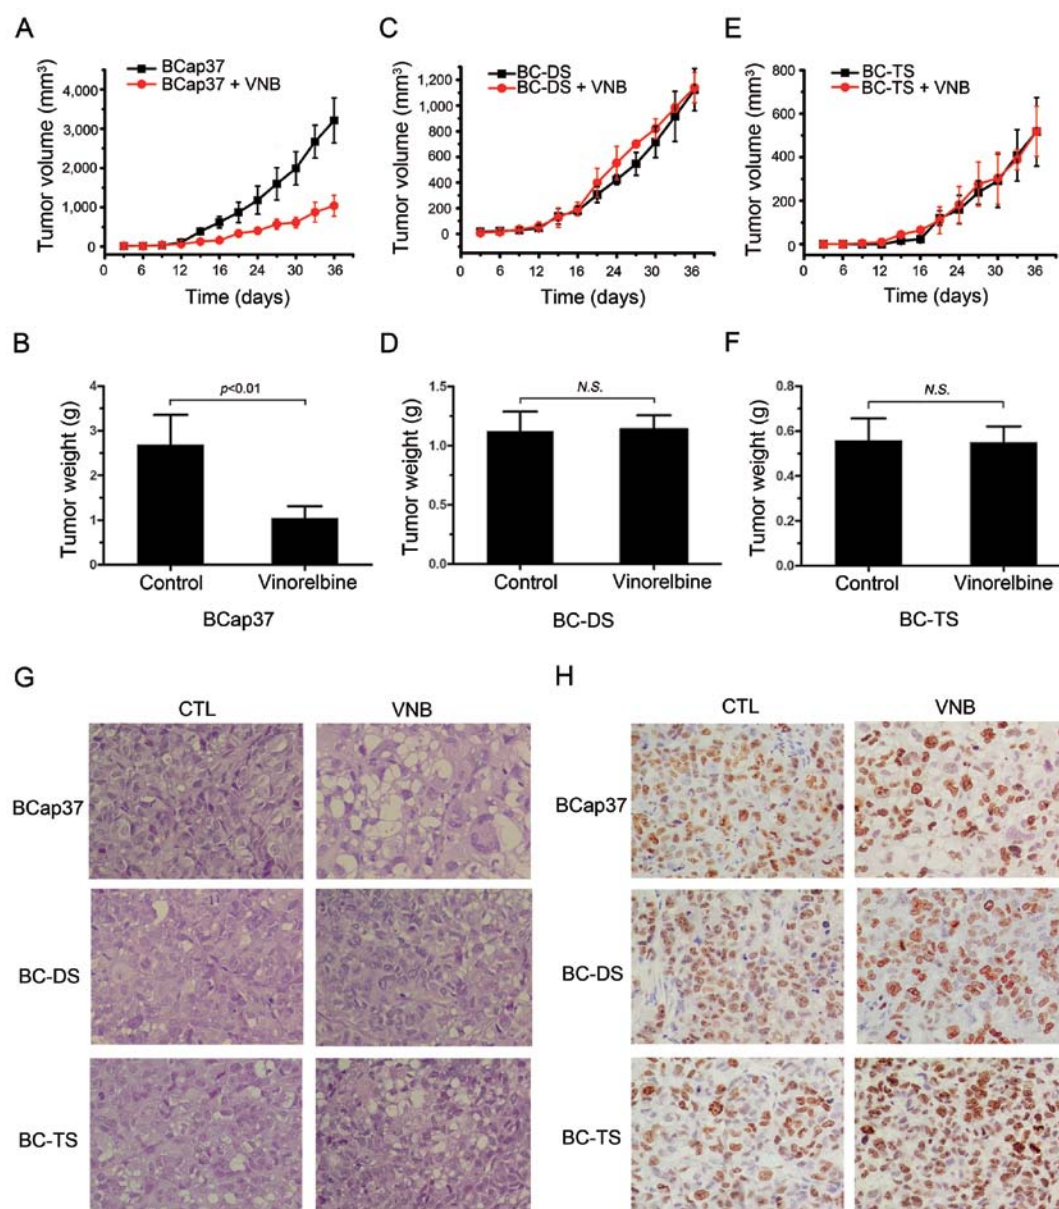 A
BCap37
BCap37 + VNB
Tumor volume (mm³)
4,000
3,000
2,000
1,000
0
0 6 12 18 24 30 36
Time (days)
C
BC-DS
BC-DS + VNB
Tumor volume (mm³)
1,200
1,000
800
600
400
200
0
0 6 12 18 24 30 36
Time (days)
E
BC-TS
BC-TS + VNB
Tumor volume (mm³)
800
600
400
200
0
0 6 12 16 24 30 36
Time (days)
B
p<0.01
Tumor weight (g)
4
3
2
1
0
Control Vinorelbine
BCap37
D
N.S.
Tumor weight (g)
1.5
1.0
0.5
0.0
Control Vinorelbine
BC-DS
F
N.S.
Tumor weight (g)
0.8
0.6
0.4
0.2
0.0
Control Vinorelbine
BC-TS
G
CTL VNB
BCap37
BC-DS
BC-TS
H
CTL VNB
BCap37
BC-DS
BC-TS